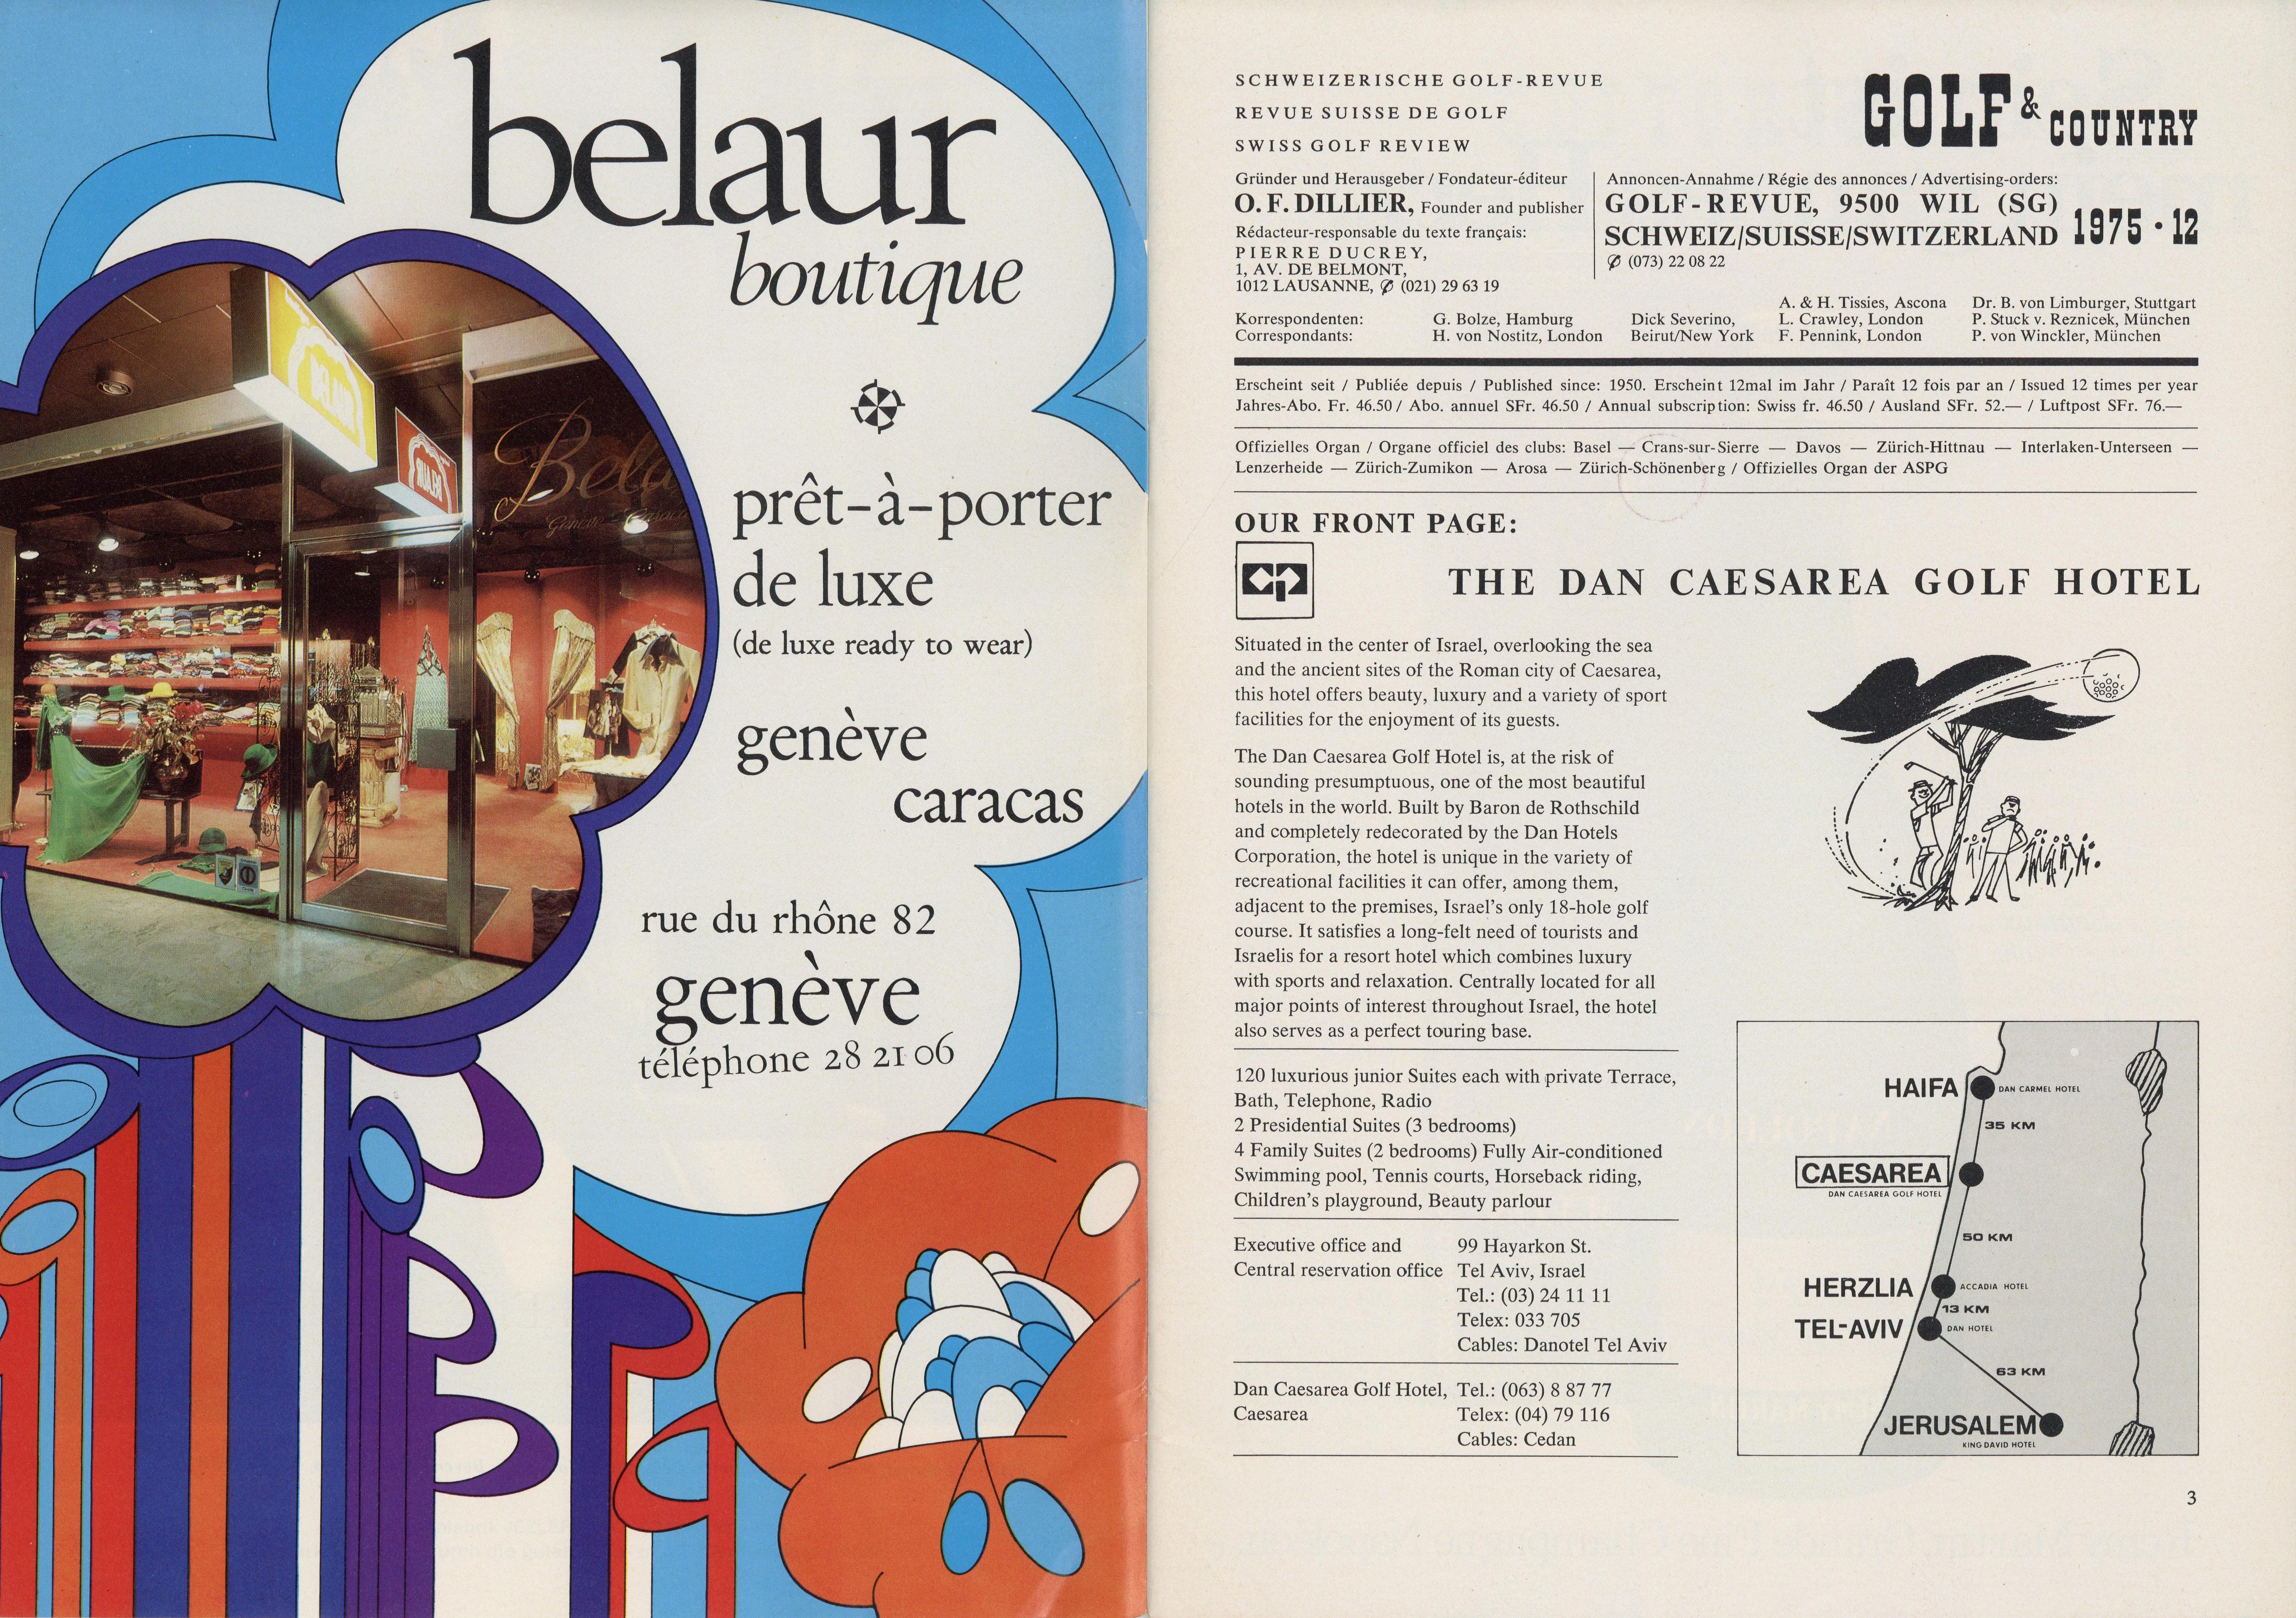 belaur
boutique
BELAUR
BELAUR
Bela
Genève - Caracas
prêt-à-porter
de luxe
(de luxe ready to wear)
genève
caracas
rue du rhône 82
genève
téléphone 28 21 06
SCHWEIZERISCHE GOLF-REVUE
REVUE SUISSE DE GOLF
SWISS GOLF REVIEW
GOLF & COUNTRY
Gründer und Herausgeber / Fondateur-éditeur
O. F. DILLIER, Founder and publisher
Rédacteur-responsable du texte français:
PIERRE DUCREY,
1, AV. DE BELMONT,
1012 LAUSANNE, ✆ (021) 29 63 19
Annoncen-Annahme / Régie des annonces / Advertising-orders:
GOLF-REVUE, 9500 WIL (SG)
SCHWEIZ/SUISSE/SWITZERLAND
✆ (073) 22 08 22
1975 · 12
Korrespondenten:
Correspondants:
G. Bolze, Hamburg
H. von Nostitz, London
Dick Severino,
Beirut/New York
A. & H. Tissies, Ascona
L. Crawley, London
F. Pennink, London
Dr. B. von Limburger, Stuttgart
P. Stuck v. Reznicek, München
P. von Winckler, München
Erscheint seit / Publiée depuis / Published since: 1950. Erscheint 12mal im Jahr / Paraît 12 fois par an / Issued 12 times per year
Jahres-Abo. Fr. 46.50 / Abo. annuel SFr. 46.50 / Annual subscription: Swiss fr. 46.50 / Ausland SFr. 52.— / Luftpost SFr. 76.—
Offizielles Organ / Organe officiel des clubs: Basel — Crans-sur-Sierre — Davos — Zürich-Hittnau — Interlaken-Unterseen —
Lenzerheide — Zürich-Zumikon — Arosa — Zürich-Schönenberg / Offizielles Organ der ASPG
OUR FRONT PAGE:
THE DAN CAESAREA GOLF HOTEL
Situated in the center of Israel, overlooking the sea
and the ancient sites of the Roman city of Caesarea,
this hotel offers beauty, luxury and a variety of sport
facilities for the enjoyment of its guests.
The Dan Caesarea Golf Hotel is, at the risk of
sounding presumptuous, one of the most beautiful
hotels in the world. Built by Baron de Rothschild
and completely redecorated by the Dan Hotels
Corporation, the hotel is unique in the variety of
recreational facilities it can offer, among them,
adjacent to the premises, Israel's only 18-hole golf
course. It satisfies a long-felt need of tourists and
Israelis for a resort hotel which combines luxury
with sports and relaxation. Centrally located for all
major points of interest throughout Israel, the hotel
also serves as a perfect touring base.
120 luxurious junior Suites each with private Terrace,
Bath, Telephone, Radio
2 Presidential Suites (3 bedrooms)
4 Family Suites (2 bedrooms) Fully Air-conditioned
Swimming pool, Tennis courts, Horseback riding,
Children's playground, Beauty parlour
Executive office and
Central reservation office
99 Hayarkon St.
Tel Aviv, Israel
Tel.: (03) 24 11 11
Telex: 033 705
Cables: Danotel Tel Aviv
Dan Caesarea Golf Hotel,
Caesarea
Tel.: (063) 8 87 77
Telex: (04) 79 116
Cables: Cedan
HAIFA
DAN CARMEL HOTEL
35 KM
CAESAREA
DAN CAESAREA GOLF HOTEL
50 KM
HERZLIA
ACCADIA HOTEL
13 KM
TEL-AVIV
DAN HOTEL
63 KM
JERUSALEM
KING DAVID HOTEL
3